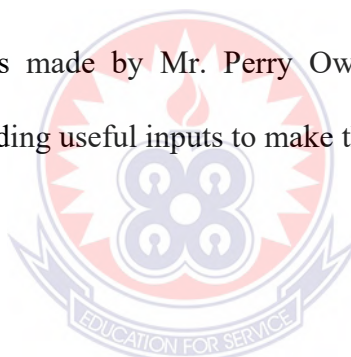 s made by Mr. Perry Ow
ding useful inputs to make t
EDUCATION FOR SERVICE